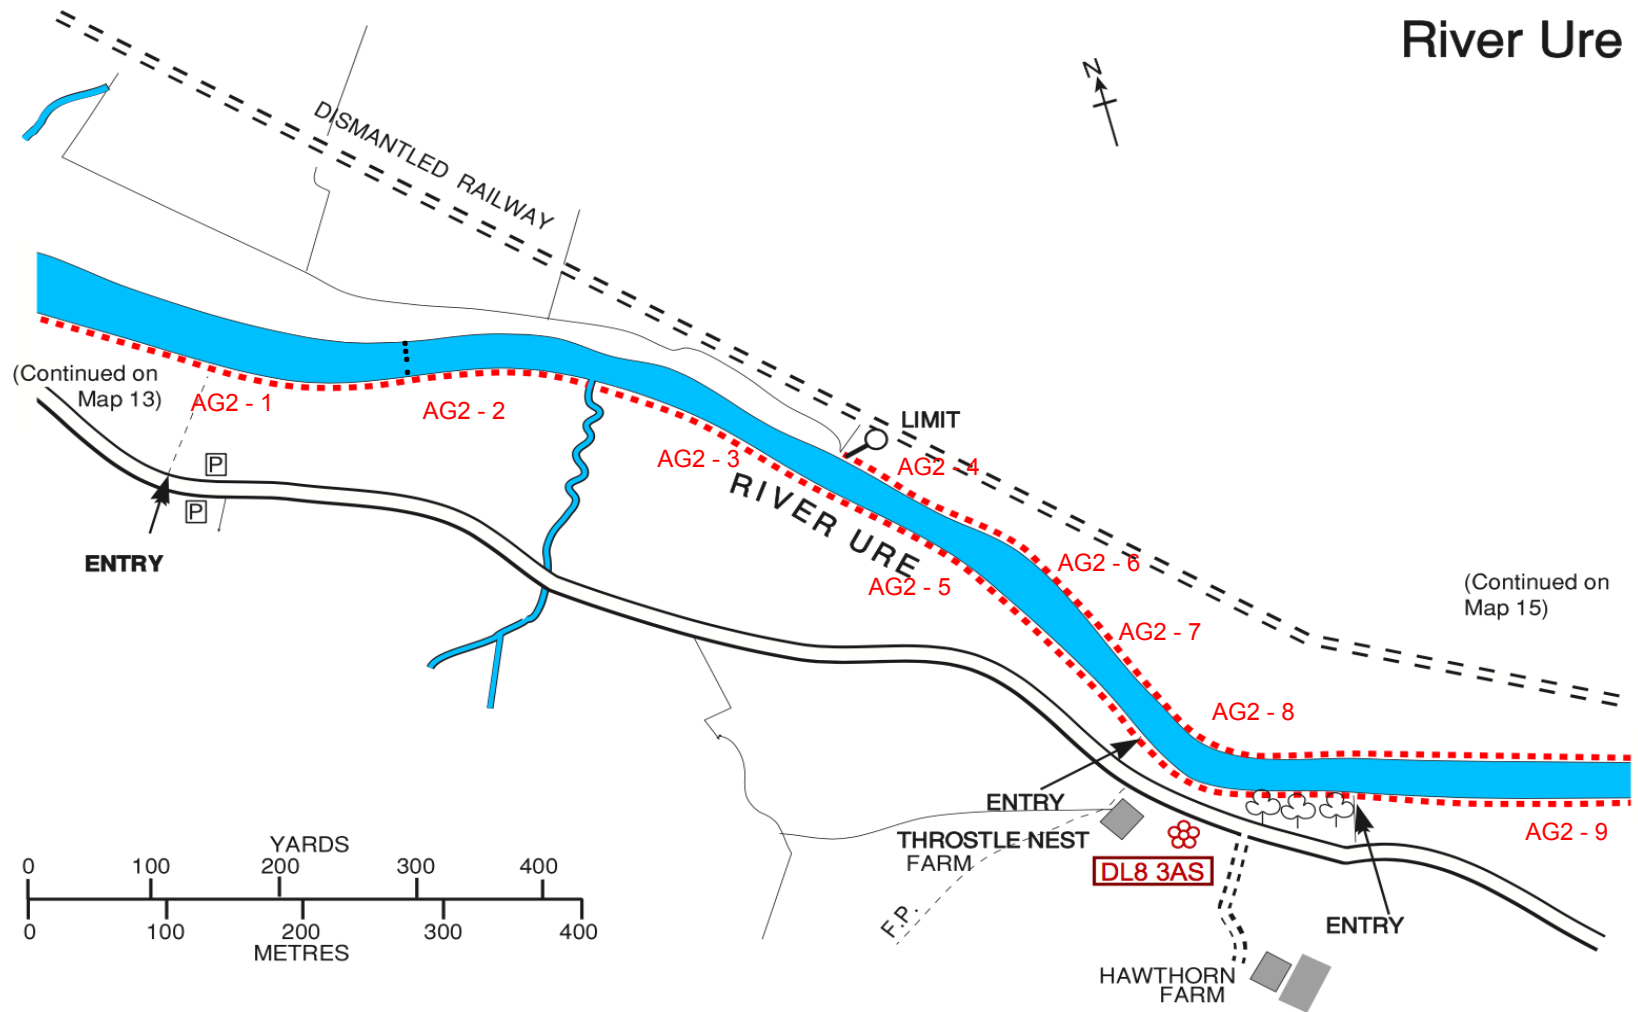 River Ure
N
DISMANTLED RAILWAY
(Continued on
Map 13)
AG2 - 1
AG2 - 2
LIMIT
AG2 - 3
AG2 - 4
P
P
RIVER URE
ENTRY
AG2 - 5
AG2 - 6
(Continued on
Map 15)
AG2 - 7
AG2 - 8
ENTRY
THROSTLE NEST
FARM
AG2 - 9
DL8 3AS
F.P.
ENTRY
HAWTHORN
FARM
YARDS
0 100 200 300 400
0 100 200 300 400
METRES